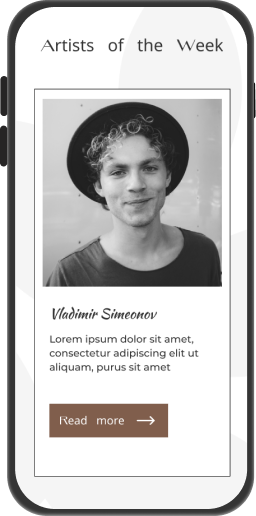 Artists of the Week
Vladimir Simeonov
Lorem ipsum dolor sit amet,
consectetur adipiscing elit ut
aliquam, purus sit amet
Read more →